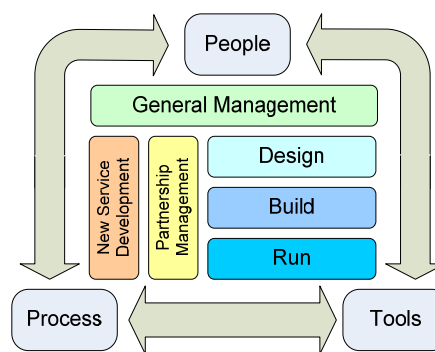 People
General Management
New Service
Development
Partnership
Management
Design
Build
Run
Process
Tools